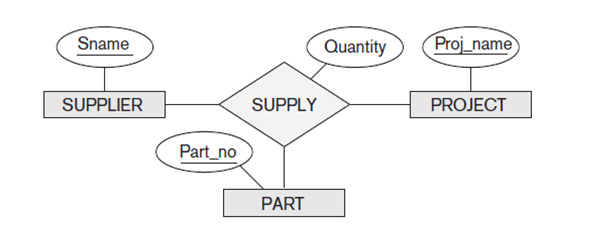 Sname
Quantity
Proj_name
SUPPLIER
SUPPLY
PROJECT
Part_no
PART